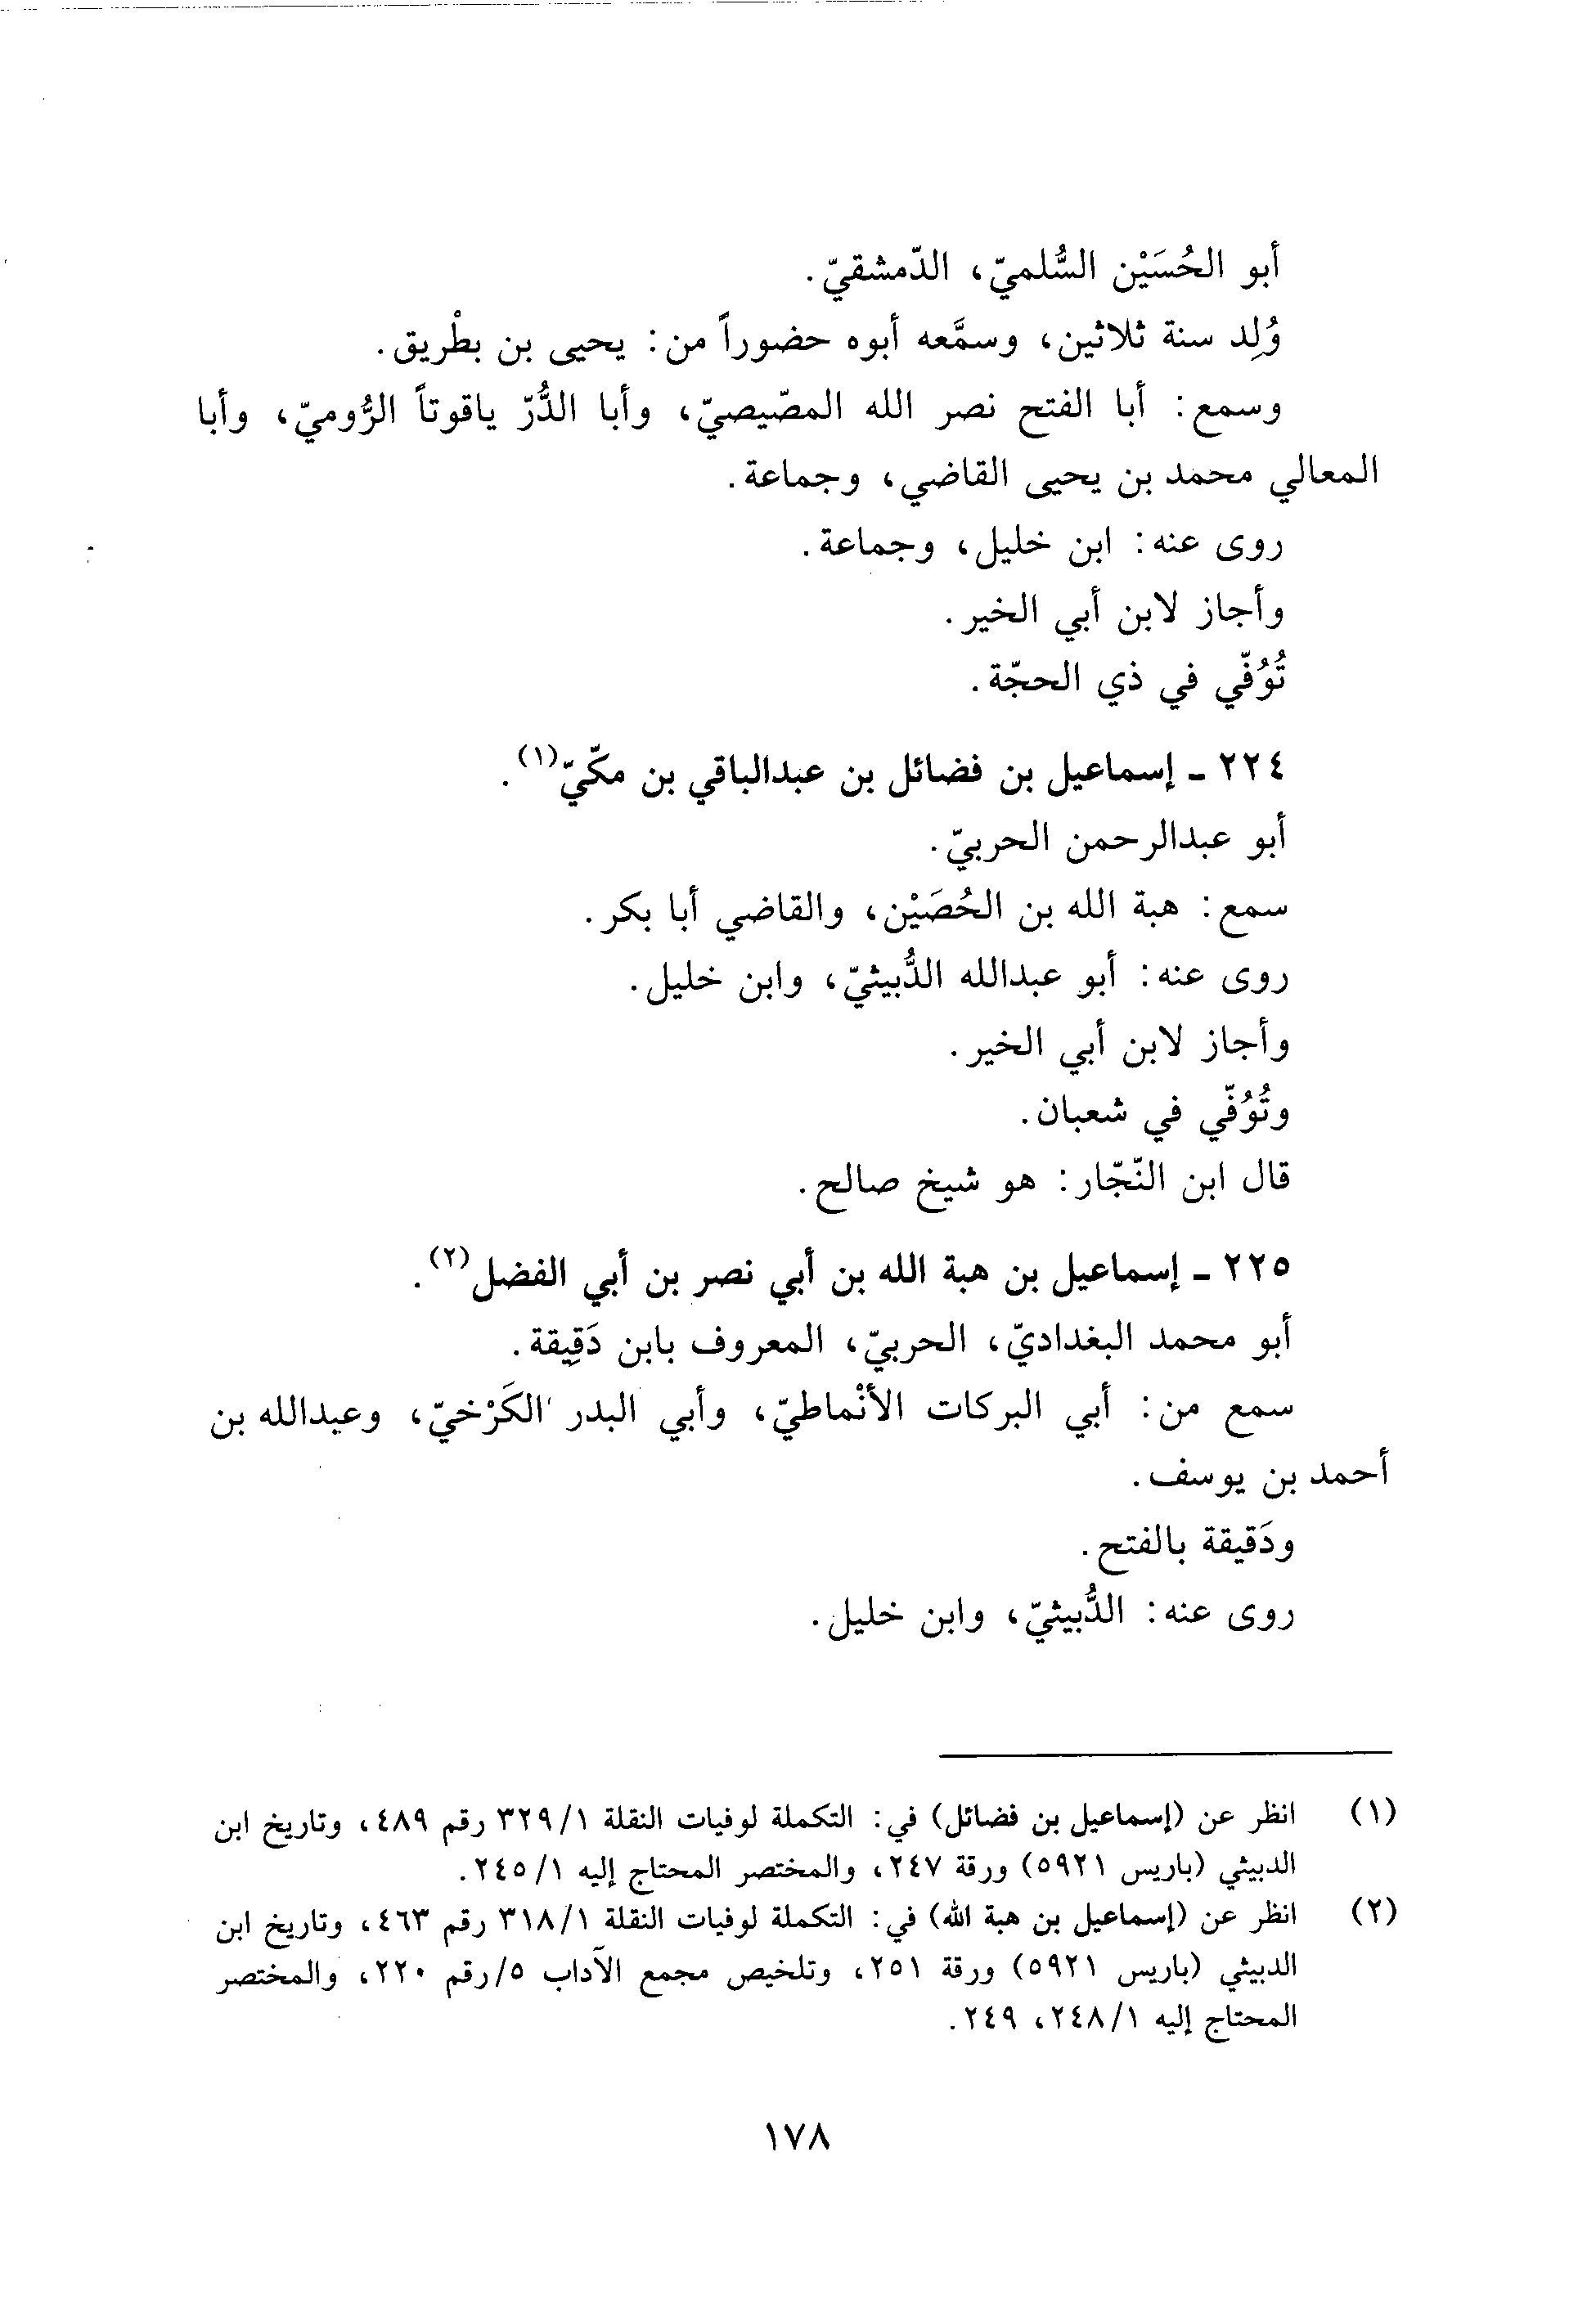 أبو الحُسَيْن السُّلميّ، الدّمشقيّ.
وُلِد سنة ثلاثين، وسمَّعه أبوه حضوراً من: يحيى بن بطْريق.
وسمع: أبا الفتح نصر الله المصّيصيّ، وأبا الدُّرّ ياقوتاً الرُّوميّ، وأبا
المعالي محمد بن يحيى القاضي، وجماعة.
روى عنه: ابن خليل، وجماعة.
وأجاز لابن أبي الخير.
تُوُفّي في ذي الحجّة.
٢٢٤ ـ إسماعيل بن فضائل بن عبدالباقي بن مكّيّ(١).
أبو عبدالرحمن الحربيّ.
سمع: هبة الله بن الحُصَيْن، والقاضي أبا بكر.
روى عنه: أبو عبدالله الدُّبيثيّ، وابن خليل.
وأجاز لابن أبي الخير.
وتُوُفّي في شعبان.
قال ابن النّجّار: هو شيخ صالح.
٢٢٥ ـ إسماعيل بن هبة الله بن أبي نصر بن أبي الفضل(٢).
أبو محمد البغداديّ، الحربيّ، المعروف بابن دَقِيقة.
سمع من: أبي البركات الأنْماطيّ، وأبي البدر الكَرْخيّ، وعبدالله بن
أحمد بن يوسف.
ودَقيقة بالفتح.
روى عنه: الدُّبيثيّ، وابن خليل.
(١) انظر عن (إسماعيل بن فضائل) في: التكملة لوفيات النقلة ٣٢٩/١ رقم ٤٨٩، وتاريخ ابن
الدبيثي (باريس ٥٩٢١) ورقة ٢٤٧، والمختصر المحتاج إليه ٢٤٥/١.
(٢) انظر عن (إسماعيل بن هبة الله) في: التكملة لوفيات النقلة ٣١٨/١ رقم ٤٦٣، وتاريخ ابن
الدبيثي (باريس ٥٩٢١) ورقة ٢٥١، وتلخيص مجمع الآداب ٥/رقم ٢٢٠، والمختصر
المحتاج إليه ٢٤٨/١، ٢٤٩.
١٧٨